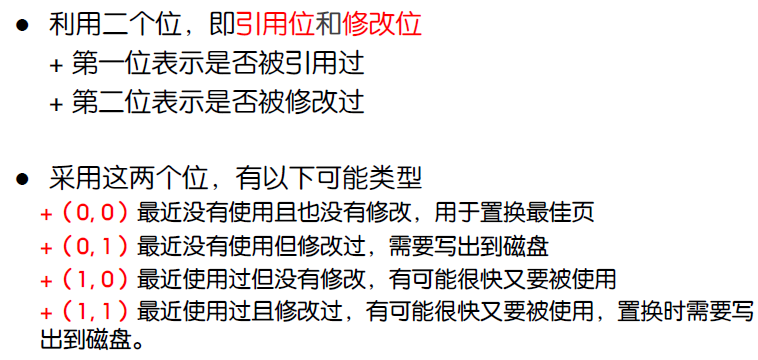 ● 利用二个位，即引用位和修改位
+ 第一位表示是否被引用过
+ 第二位表示是否被修改过
● 采用这两个位，有以下可能类型
+（0,0）最近没有使用且也没有修改，用于置换最佳页
+（0,1）最近没有使用但修改过，需要写出到磁盘
+（1,0）最近使用过但没有修改，有可能很快又要被使用
+（1,1）最近使用过且修改过，有可能很快又要被使用，置换时需要写
出到磁盘。